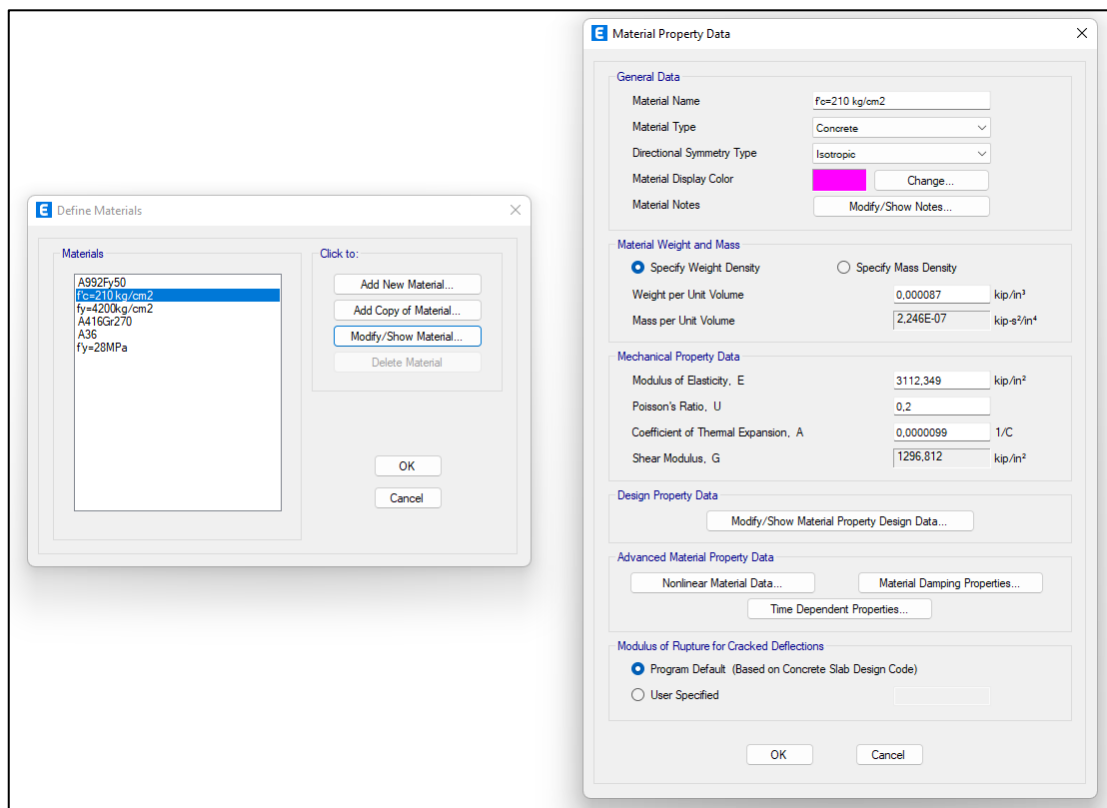 Define Materials
Materials
A992Fy50
f'c=210 kg/cm2
fy=4200kg/cm2
A416Gr270
A36
f'y=28MPa
Click to:
Add New Material...
Add Copy of Material...
Modify/Show Material...
Delete Material
OK
Cancel
Material Property Data
General Data
Material Name f'c=210 kg/cm2
Material Type Concrete
Directional Symmetry Type Isotropic
Material Display Color Change...
Material Notes Modify/Show Notes...
Material Weight and Mass
Specify Weight Density Specify Mass Density
Weight per Unit Volume 0,000087 kip/in³
Mass per Unit Volume 2,246E-07 kip-s²/in⁴
Mechanical Property Data
Modulus of Elasticity, E 3112,349 kip/in²
Poisson's Ratio, U 0,2
Coefficient of Thermal Expansion, A 0,0000099 1/C
Shear Modulus, G 1296,812 kip/in²
Design Property Data
Modify/Show Material Property Design Data...
Advanced Material Property Data
Nonlinear Material Data... Material Damping Properties...
Time Dependent Properties...
Modulus of Rupture for Cracked Deflections
Program Default (Based on Concrete Slab Design Code)
User Specified
OK Cancel